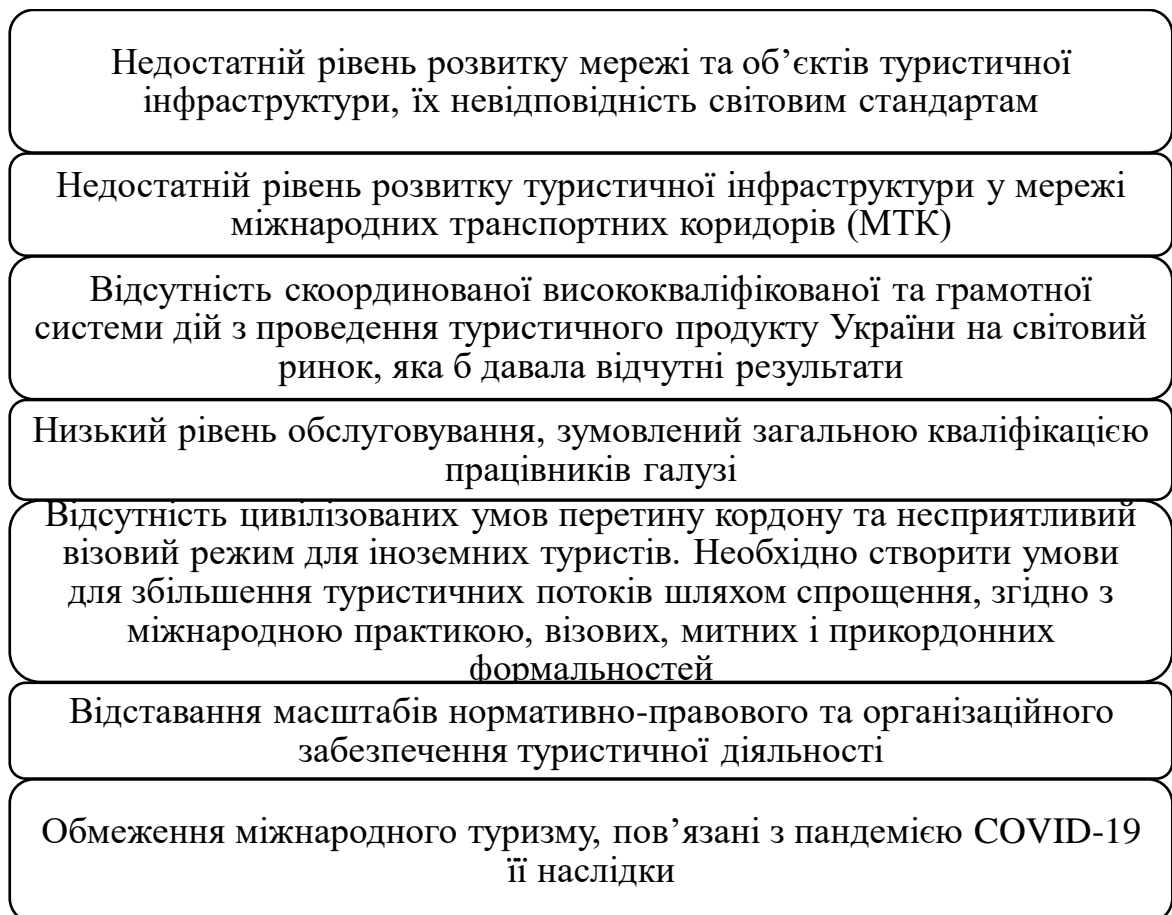 Недостатній рівень розвитку мережі та об’єктів туристичної
інфраструктури, їх невідповідність світовим стандартам
Недостатній рівень розвитку туристичної інфраструктури у мережі
міжнародних транспортних коридорів (МТК)
Відсутність скоординованої висококваліфікованої та грамотної
системи дій з проведення туристичного продукту України на світовий
ринок, яка б давала відчутні результати
Низький рівень обслуговування, зумовлений загальною кваліфікацією
працівників галузі
Відсутність цивілізованих умов перетину кордону та несприятливий
візовий режим для іноземних туристів. Необхідно створити умови
для збільшення туристичних потоків шляхом спрощення, згідно з
міжнародною практикою, візових, митних і прикордонних
формальностей
Відставання масштабів нормативно-правового та організаційного
забезпечення туристичної діяльності
Обмеження міжнародного туризму, пов’язані з пандемією COVID-19
її наслідки